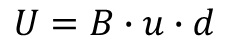 U = B · u · d